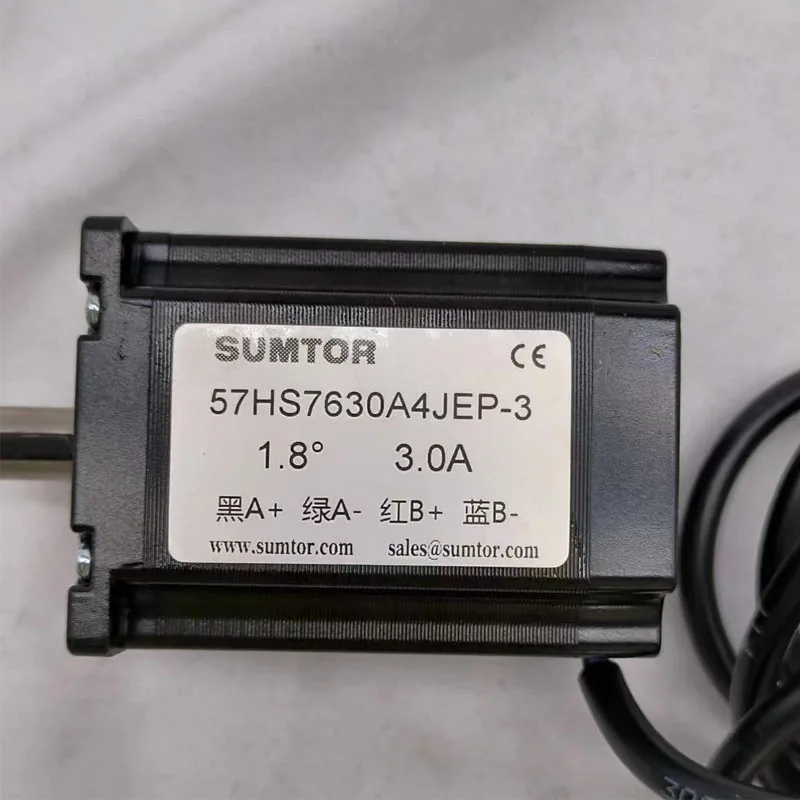 SUMTOR CE
57HS7630A4JEP-3
1.8° 3.0A
黑A+ 绿A- 红B+ 蓝B-
www.sumtor.com sales@sumtor.com